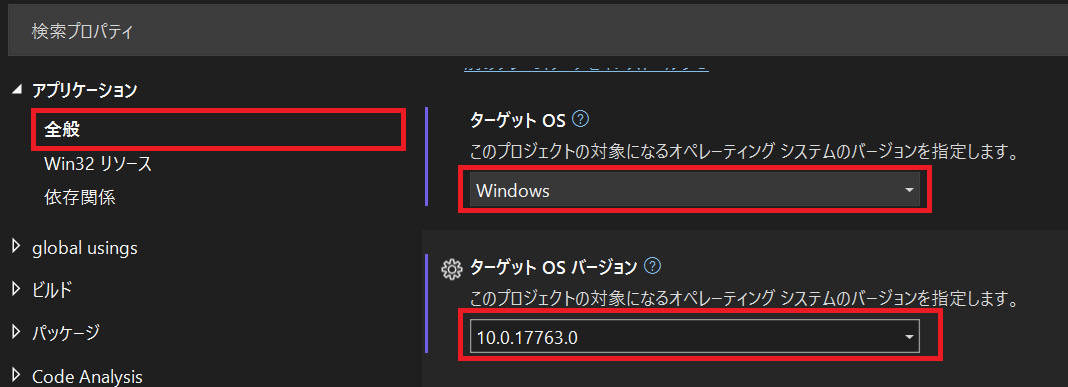 検索プロパティ
アプリケーション
全般
Win32 リソース
依存関係
global usings
ビルド
パッケージ
Code Analysis
ターゲット OS
このプロジェクトの対象になるオペレーティング システムのバージョンを指定します。
Windows
ターゲット OS バージョン
このプロジェクトの対象になるオペレーティング システムのバージョンを指定します。
10.0.17763.0